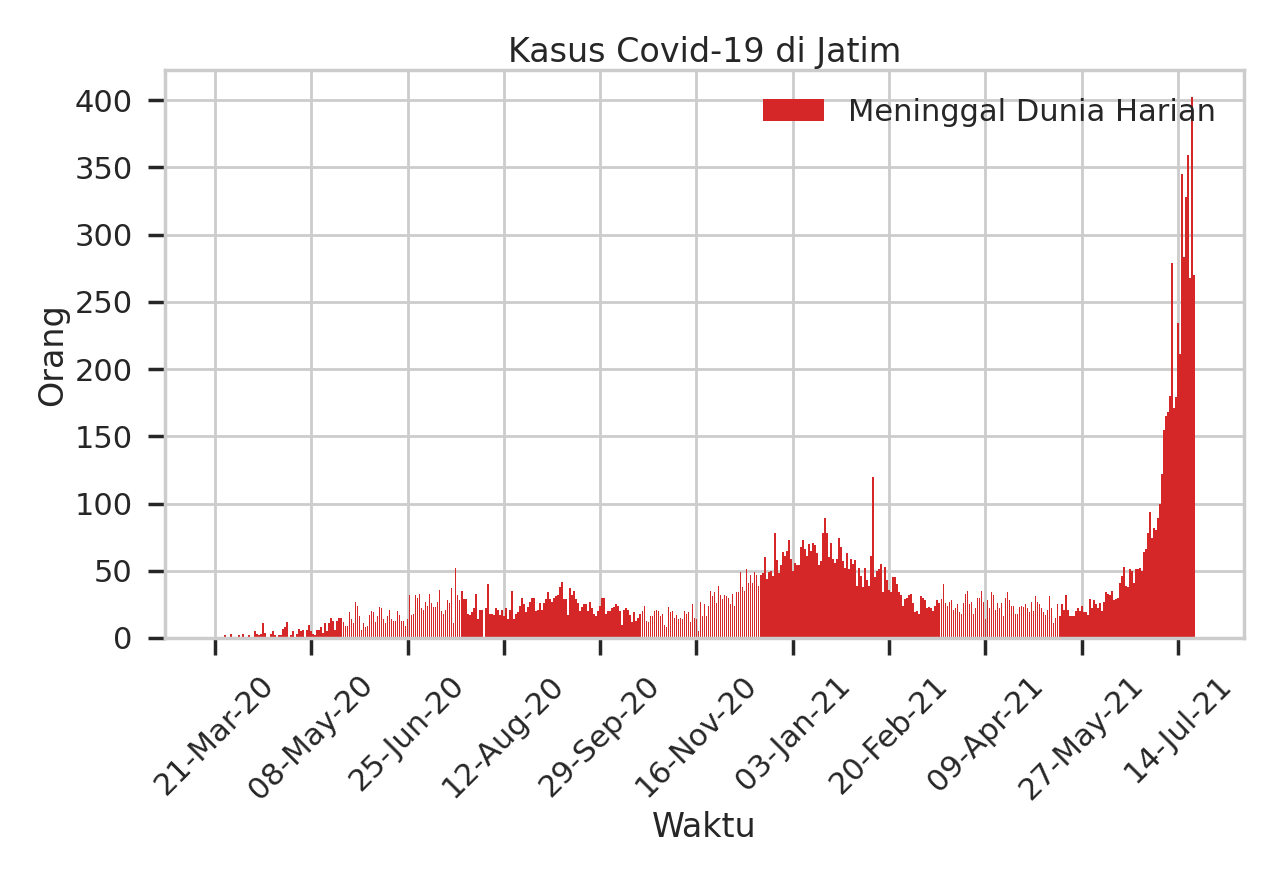 Kasus Covid-19 di Jatim
Meninggal Dunia Harian
400
350
300
250
200
150
100
50
0
Orang
21-Mar-20
08-May-20
25-Jun-20
12-Aug-20
29-Sep-20
16-Nov-20
03-Jan-21
20-Feb-21
09-Apr-21
27-May-21
14-Jul-21
Waktu